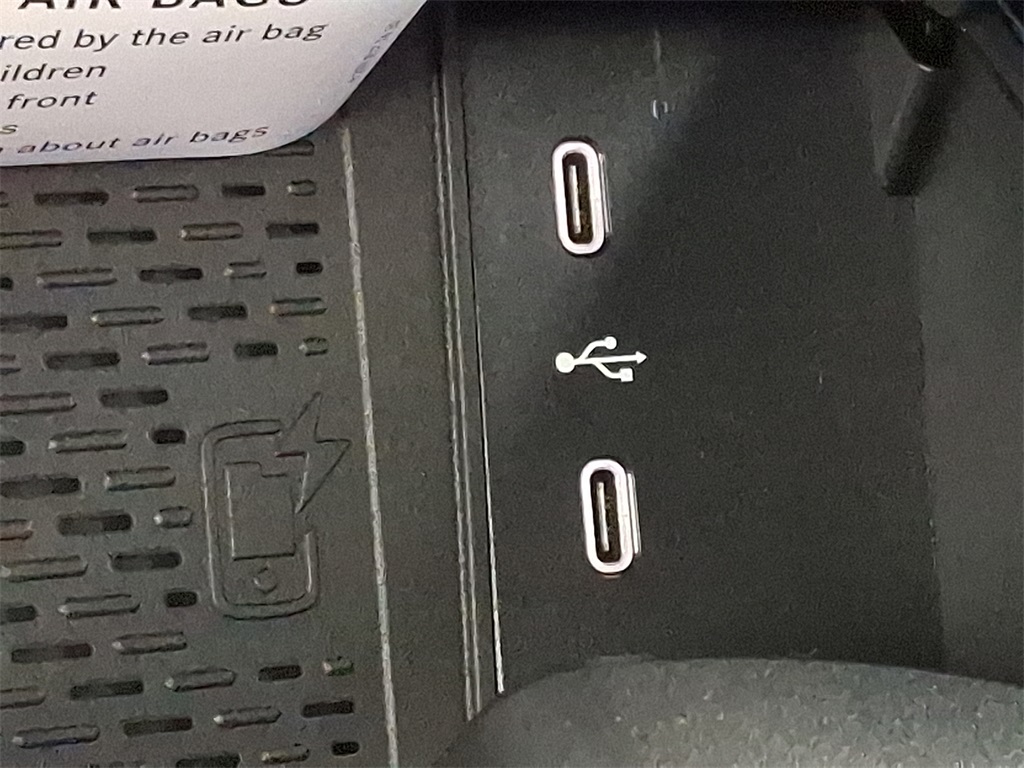 AIR BAGS
red by the air bag
ildren
front
s
about air bags